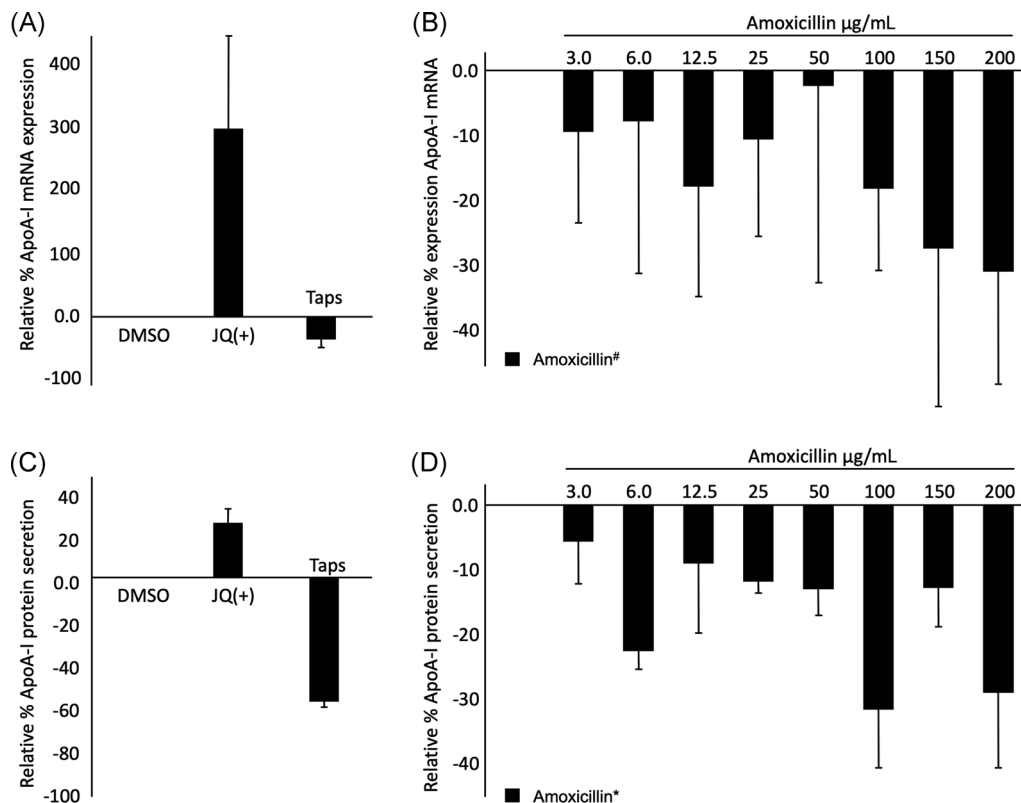 (A)
Relative % ApoA-I mRNA expression
400
300
200
100
0.0
-100
DMSO
JQ(+)
Taps
(B)
Amoxicillin µg/mL
3.0 6.0 12.5 25 50 100 150 200
Relative % expression ApoA-I mRNA
0.0
-10
-20
-30
-40
Amoxicillin#
(C)
Relative % ApoA-I protein secretion
40
20
0.0
-20
-40
-60
-80
-100
DMSO
JQ(+)
Taps
(D)
Amoxicillin µg/mL
3.0 6.0 12.5 25 50 100 150 200
Relative % ApoA-I protein secretion
0.0
-10
-20
-30
-40
Amoxicillin*